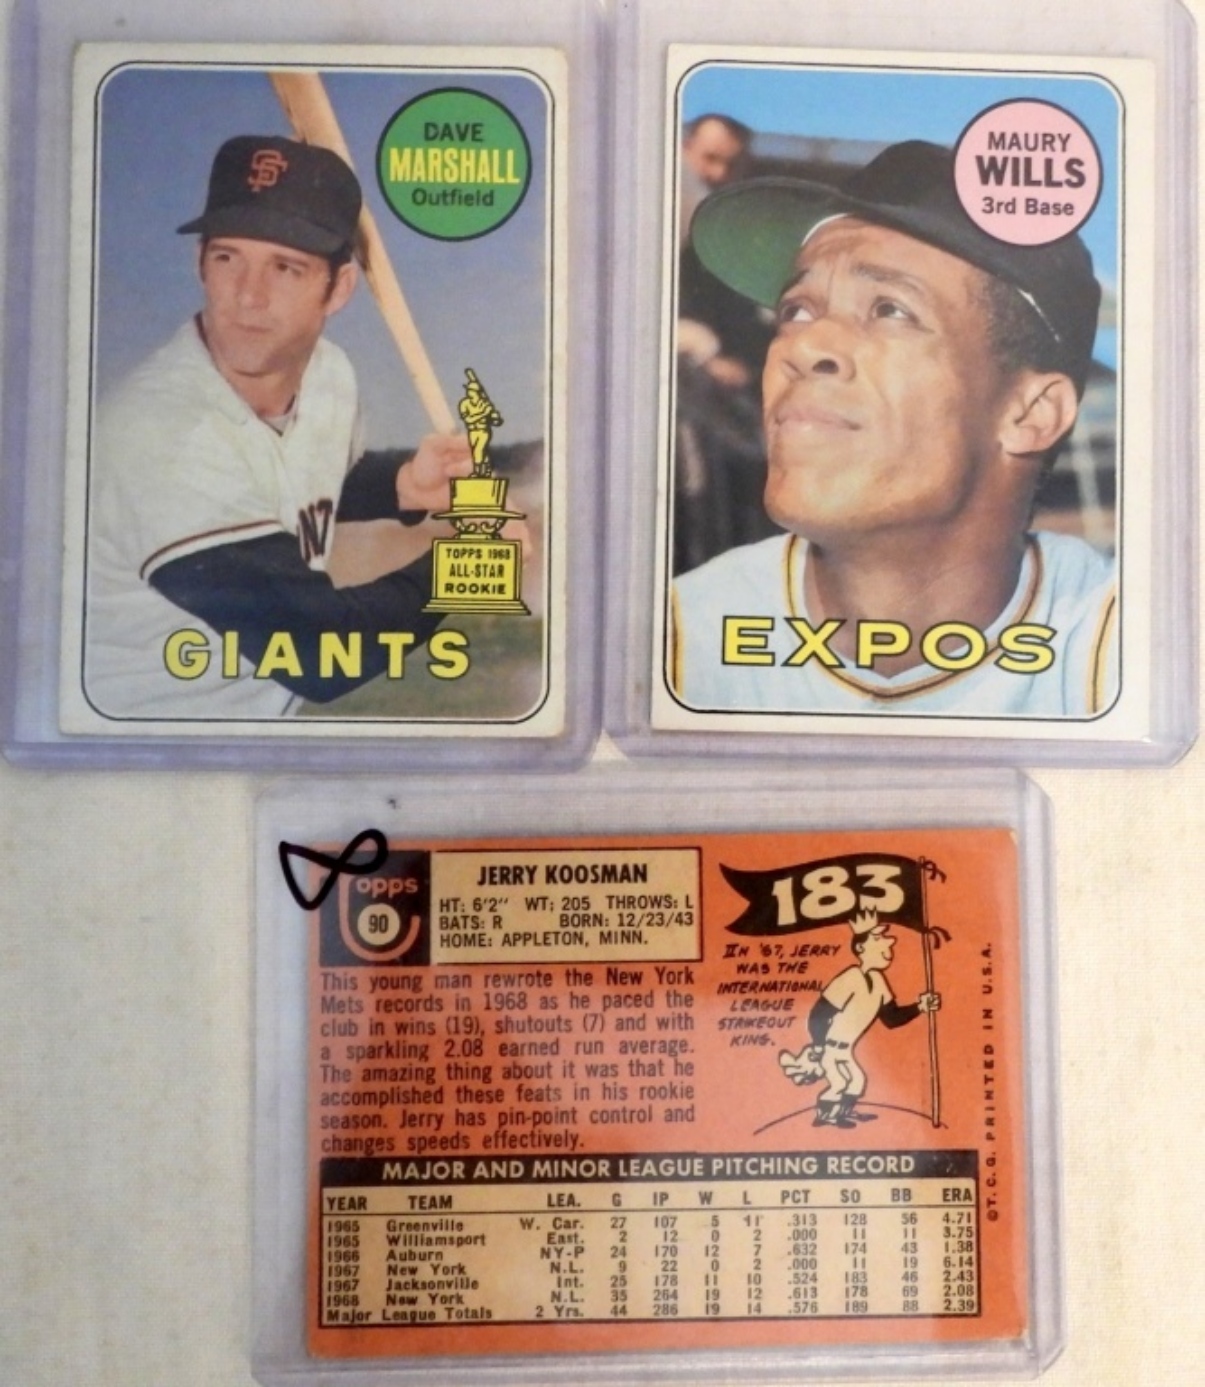 SF
DAVE
MARSHALL
Outfield
TOPPS 1968
ALL-STAR
ROOKIE
GIANTS
MAURY
WILLS
3rd Base
EXPOS
Topps
90
JERRY KOOSMAN
HT: 6'2" WT: 205 THROWS: L
BATS: R BORN: 12/23/43
HOME: APPLETON, MINN.
This young man rewrote the New York
Mets records in 1968 as he paced the
club in wins (19), shutouts (7) and with
a sparkling 2.08 earned run average.
The amazing thing about it was that he
accomplished these feats in his rookie
season. Jerry has pin-point control and
changes speeds effectively.
183
IN '67, JERRY
WAS THE
INTERNATIONAL
LEAGUE
STRIKEOUT
KING.
©T. C. G. PRINTED IN U.S.A.
MAJOR AND MINOR LEAGUE PITCHING RECORD
YEAR TEAM LEA. G IP W L PCT SO BB ERA
1965 Greenville W. Car. 27 107 5 11 .313 128 56 4.71
1965 Williamsport East. 2 12 0 2 .000 11 11 3.75
1966 Auburn NY-P 24 170 12 7 .632 174 43 1.38
1967 New York N.L. 9 22 0 2 .000 11 19 6.14
1967 Jacksonville Int. 25 178 11 10 .524 183 46 2.43
1968 New York N.L. 35 264 19 12 .613 178 69 2.08
Major League Totals 2 Yrs. 44 286 19 14 .576 189 88 2.39